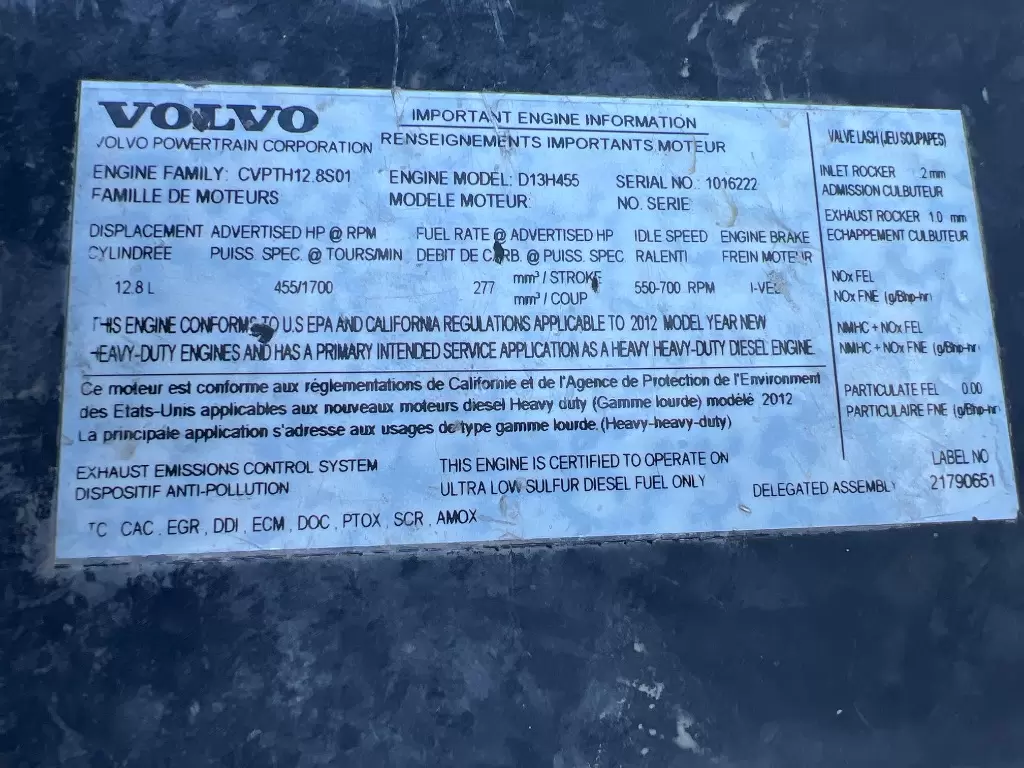 VOLVO
VOLVO POWERTRAIN CORPORATION
IMPORTANT ENGINE INFORMATION
RENSEIGNEMENTS IMPORTANTS MOTEUR
ENGINE FAMILY: CVPTH12.8S01 ENGINE MODEL: D13H455 SERIAL NO.: 1016222
FAMILLE DE MOTEURS MODELE MOTEUR: NO. SERIE:
DISPLACEMENT ADVERTISED HP @ RPM FUEL RATE @ ADVERTISED HP IDLE SPEED ENGINE BRAKE
CYLINDREE PUISS. SPEC. @ TOURS/MIN DEBIT DE CARB. @ PUISS. SPEC RALENTI FREIN MOTEUR
12.8 L 455/1700 277 mm³ / STROKE 550-700 RPM
mm³ / COUP
THIS ENGINE CONFORMS TO U.S EPA AND CALIFORNIA REGULATIONS APPLICABLE TO 2012 MODEL YEAR NEW
HEAVY-DUTY ENGINES AND HAS A PRIMARY INTENDED SERVICE APPLICATION AS A HEAVY HEAVY-DUTY DIESEL ENGINE.
Ce moteur est conforme aux réglementations de Californie et de l'Agence de Protection de l'Environment
des Etats-Unis applicables aux nouveaux moteurs diesel Heavy duty (Gamme lourde) modélé 2012
La principale application s'adresse aux usages de type gamme lourde. (Heavy-heavy-duty)
EXHAUST EMISSIONS CONTROL SYSTEM
DISPOSITIF ANTI-POLLUTION
TC CAC , EGR , DDI , ECM , DOC , PTOX , SCR , AMOX
THIS ENGINE IS CERTIFIED TO OPERATE ON
ULTRA LOW SULFUR DIESEL FUEL ONLY
DELEGATED ASSEMBLY
VALVE LASH (JEU SOUPAPES)
INLET ROCKER .2 mm
ADMISSION CULBUTEUR
EXHAUST ROCKER 1.0 mm
ECHAPPEMENT CULBUTEUR
NOx FEL
NOx FNE (g/Bhp-hr)
NMHC + NOx FEL
NMHC + NOx FNE (g/Bhp-hr)
PARTICULATE FEL 0.00
PARTICULAIRE FNE (g/Bhp-hr)
LABEL NO
21790651